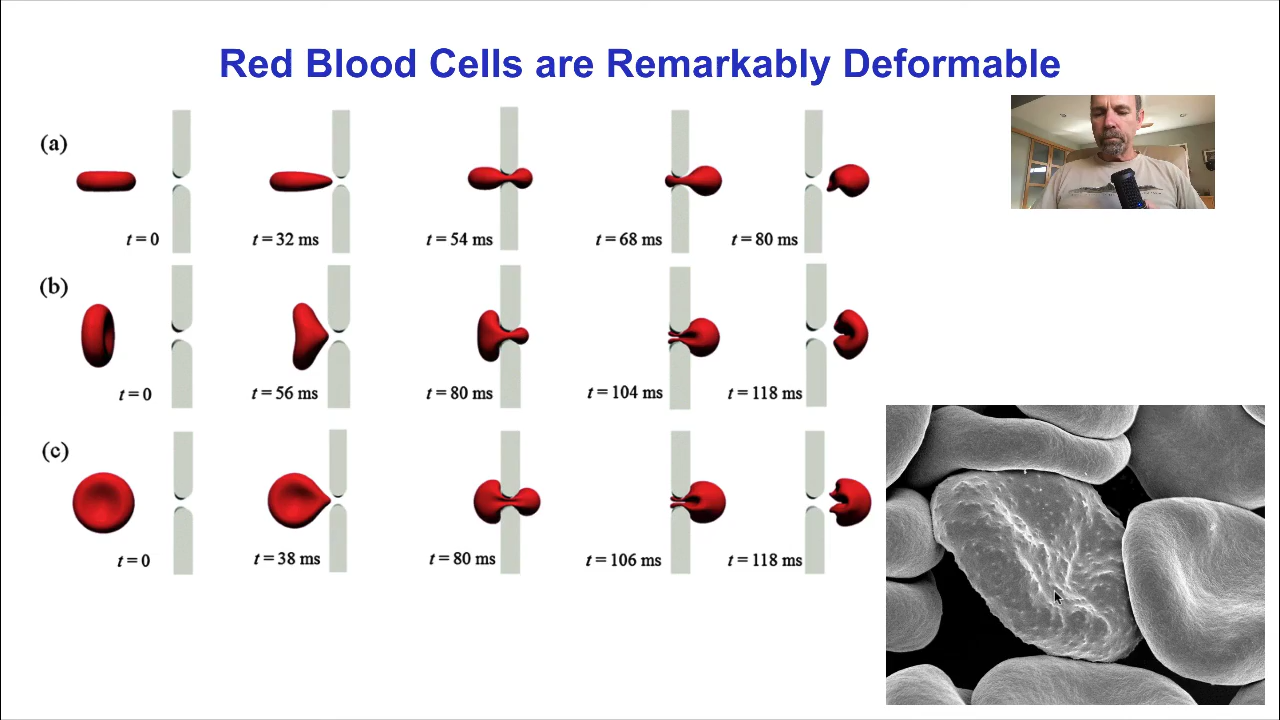 Red Blood Cells are Remarkably Deformable
(a)
t = 0
t = 32 ms
t = 54 ms
t = 68 ms
t = 80 ms
(b)
t = 0
t = 56 ms
t = 80 ms
t = 104 ms
t = 118 ms
(c)
t = 0
t = 38 ms
t = 80 ms
t = 106 ms
t = 118 ms